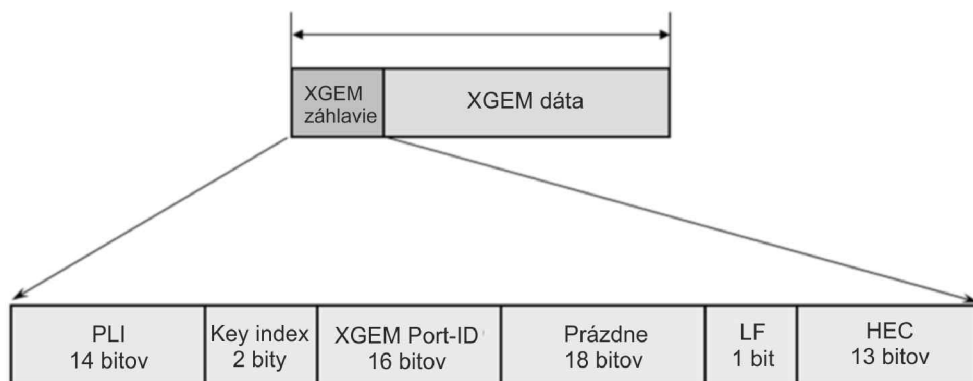 XGEM
záhlavie
XGEM dáta
PLI
14 bitov
Key index
2 bity
XGEM Port-ID
16 bitov
Prázdne
18 bitov
LF
1 bit
HEC
13 bitov